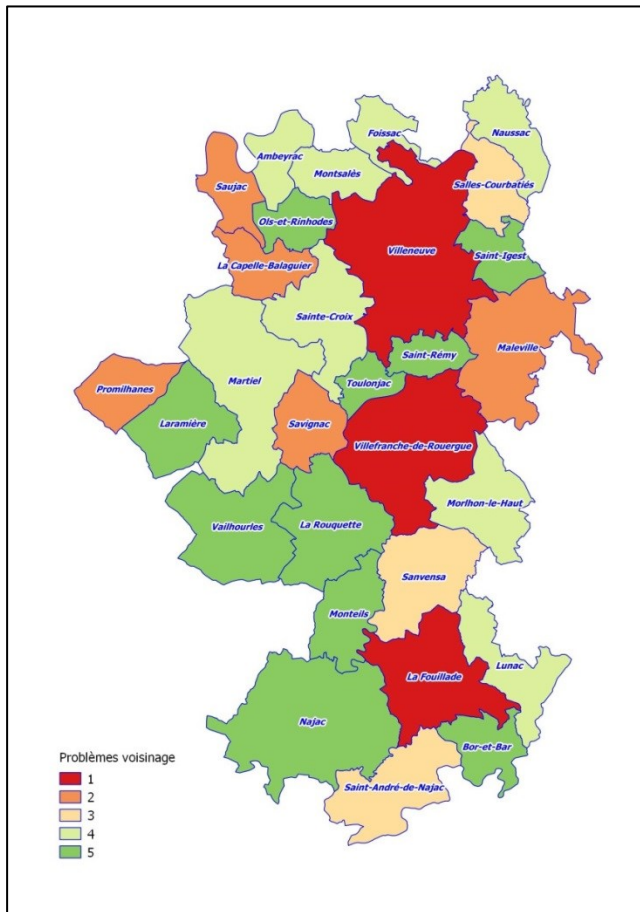 Naussac
Foissac
Ambeyrac
Montsalès
Salles-Courbatiés
Saujac
Ols-et-Rinhodes
Villeneuve
Saint-Igest
La Capelle-Balaguier
Sainte-Croix
Saint-Rémy
Maleville
Martiel
Toulonjac
Promilhanes
Laramière
Savignac
Villefranche-de-Rouergue
Morlhon-le-Haut
Vailhourles
La Rouquette
Sanvensa
Monteils
Lunac
La Fouillade
Najac
Bor-et-Bar
Saint-André-de-Najac
Problèmes voisinage
1
2
3
4
5